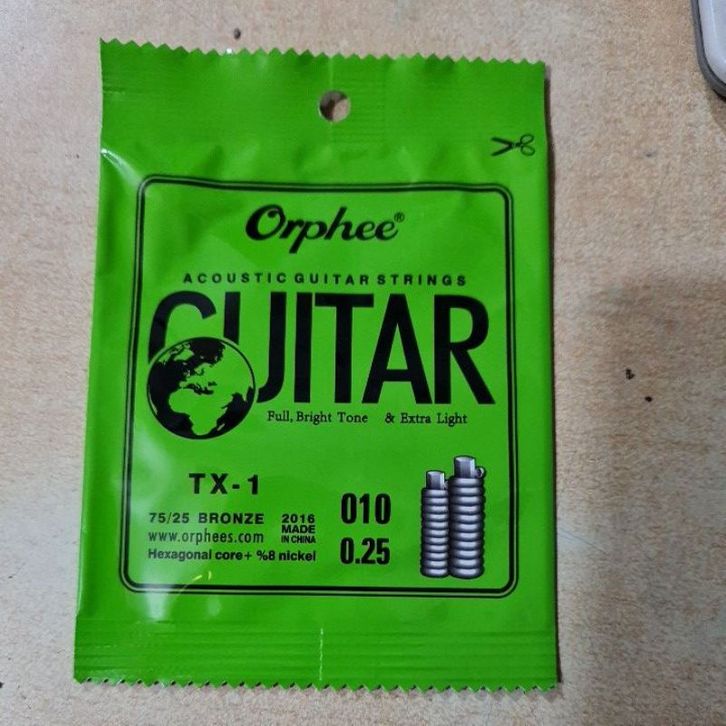 Orphee®
ACOUSTIC GUITAR STRINGS
GUITAR
Full, Bright Tone & Extra Light
TX-1
75/25 BRONZE
www.orphees.com
Hexagonal core+ %8 nickel
2016
MADE
IN CHINA
010
0.25